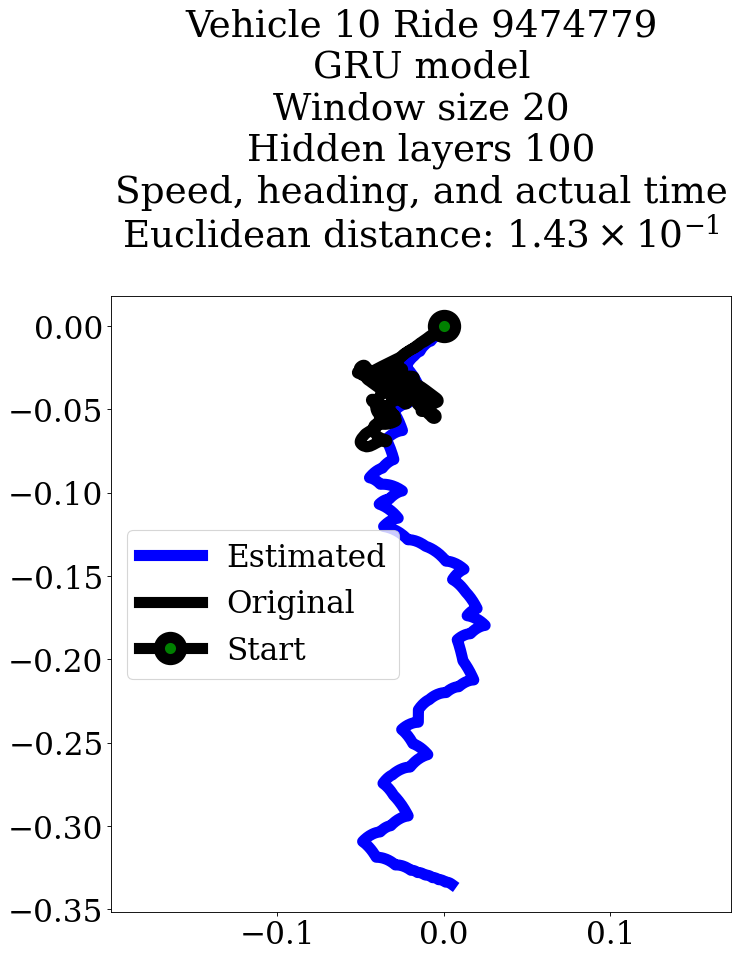 Vehicle 10 Ride 9474779
GRU model
Window size 20
Hidden layers 100
Speed, heading, and actual time
Euclidean distance: 1.43 × 10⁻¹
0.00
−0.05
−0.10
−0.15
−0.20
−0.25
−0.30
−0.35
Estimated
Original
Start
−0.1 0.0 0.1